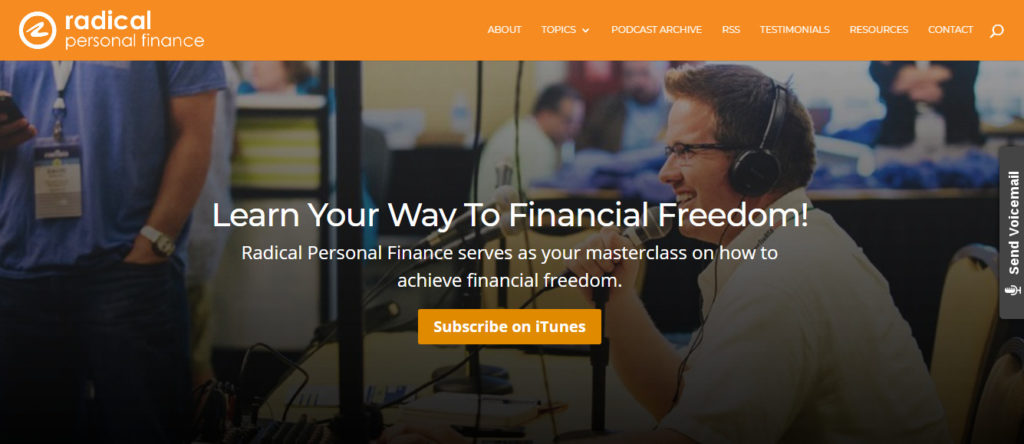 radical
personal finance
ABOUT
TOPICS
PODCAST ARCHIVE
RSS
TESTIMONIALS
RESOURCES
CONTACT
Send Voicemail
Learn Your Way To Financial Freedom!
Radical Personal Finance serves as your masterclass on how to
achieve financial freedom.
Subscribe on iTunes